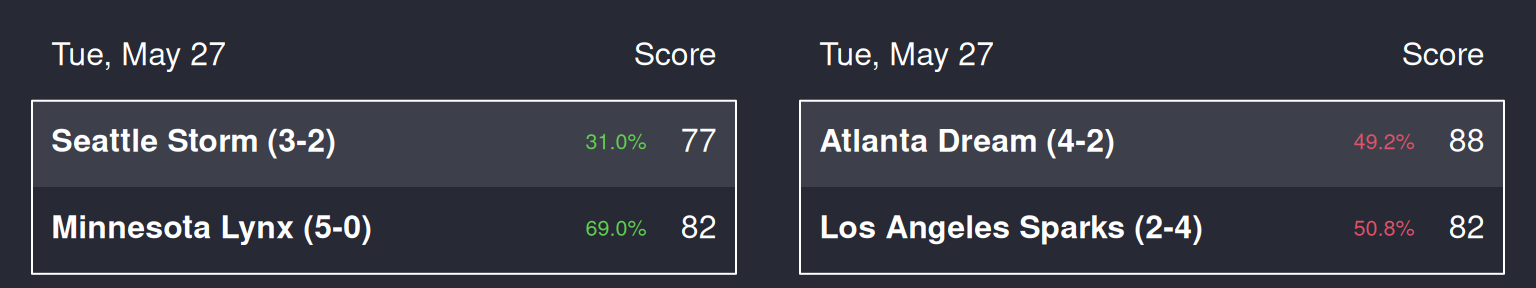 Tue, May 27 Score
Seattle Storm (3-2) 31.0% 77
Minnesota Lynx (5-0) 69.0% 82
Tue, May 27 Score
Atlanta Dream (4-2) 49.2% 88
Los Angeles Sparks (2-4) 50.8% 82